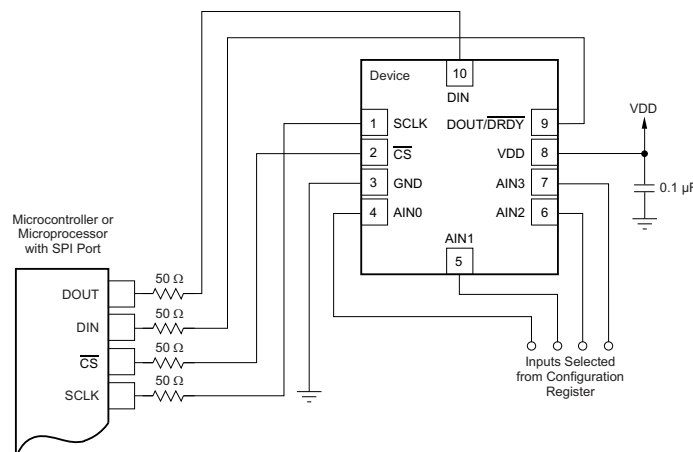 Device
10
DIN
1 SCLK
DOUT/DRDY 9
VDD
2 CS
VDD 8
3 GND
AIN3 7
0.1 µF
4 AIN0
AIN2 6
AIN1
5
Microcontroller or
Microprocessor
with SPI Port
50 Ω
DOUT
50 Ω
DIN
50 Ω
CS
50 Ω
SCLK
Inputs Selected
from Configuration
Register